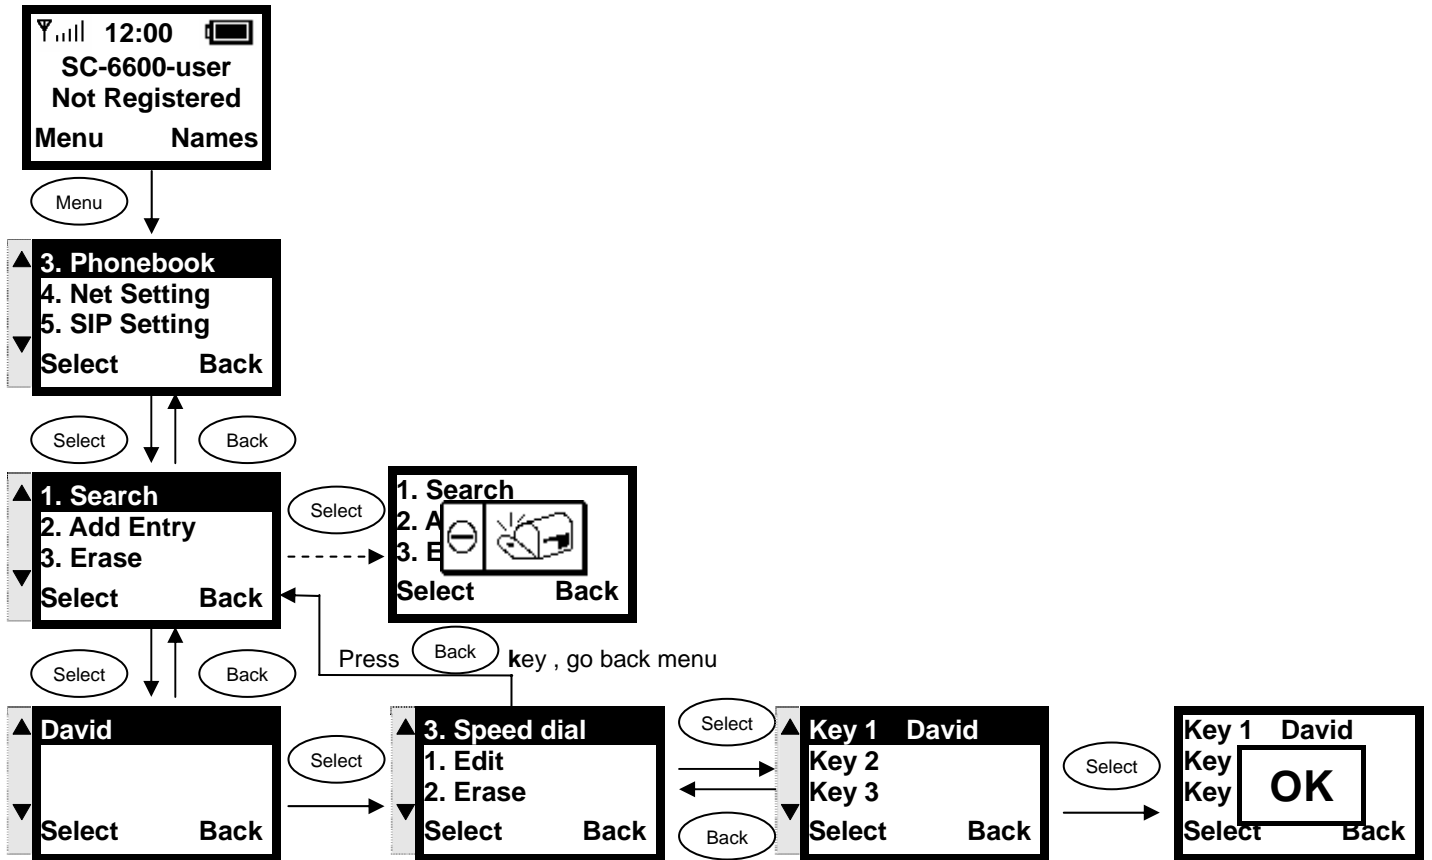 12:00
SC-6600-user
Not Registered
Menu Names
Menu
3. Phonebook
4. Net Setting
5. SIP Setting
Select Back
Select
Back
1. Search
2. Add Entry
3. Erase
Select Back
Select
1. Search
2. A
3. E
Select Back
Select
Back
Press Back key , go back menu
David
Select Back
Select
3. Speed dial
1. Edit
2. Erase
Select Back
Select
Back
Key 1 David
Key 2
Key 3
Select Back
Select
Key 1 David
Key
Key
OK
Select Back